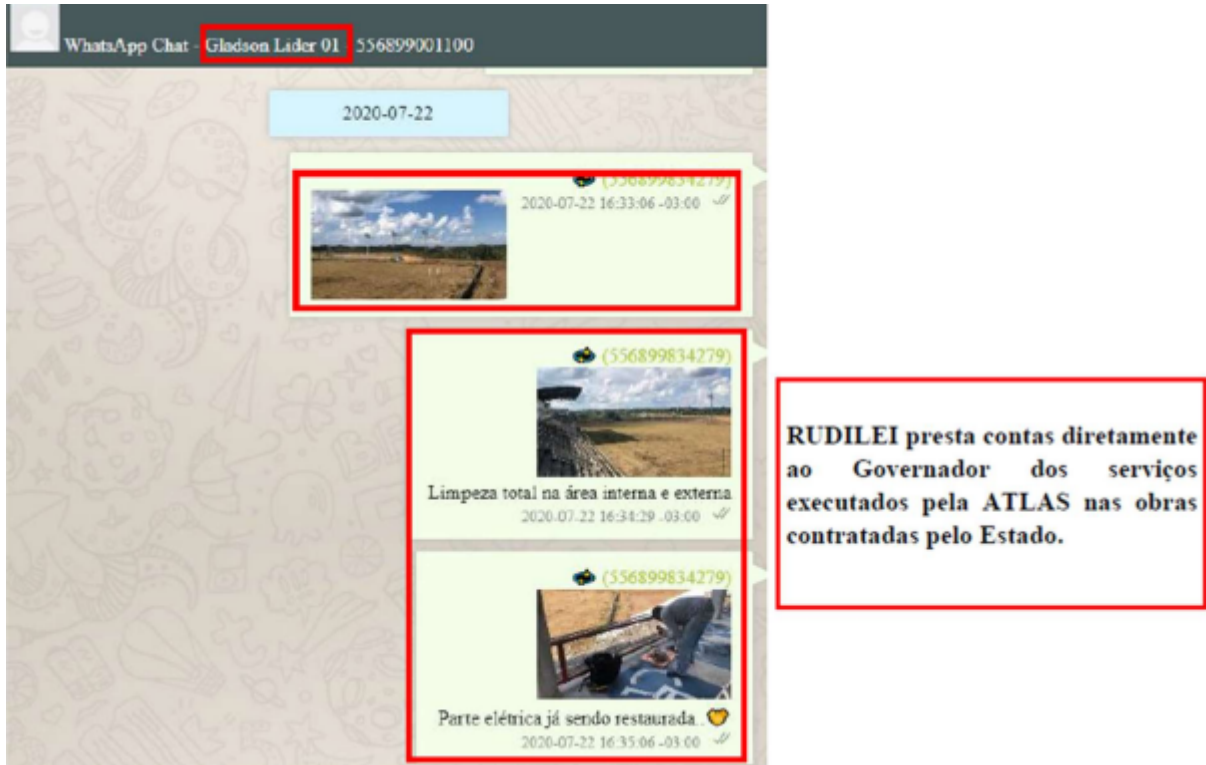 WhatsApp Chat - Gladson Lider 01 - 556899001100
2020-07-22
(556899834279)
2020-07-22 16:33:06 -03:00
(556899834279)
Limpeza total na área interna e externa
2020-07-22 16:34:29 -03:00
(556899834279)
Parte elétrica já sendo restaurada..
2020-07-22 16:35:06 -03:00
RUDILEI presta contas diretamente
ao Governador dos serviços
executados pela ATLAS nas obras
contratadas pelo Estado.